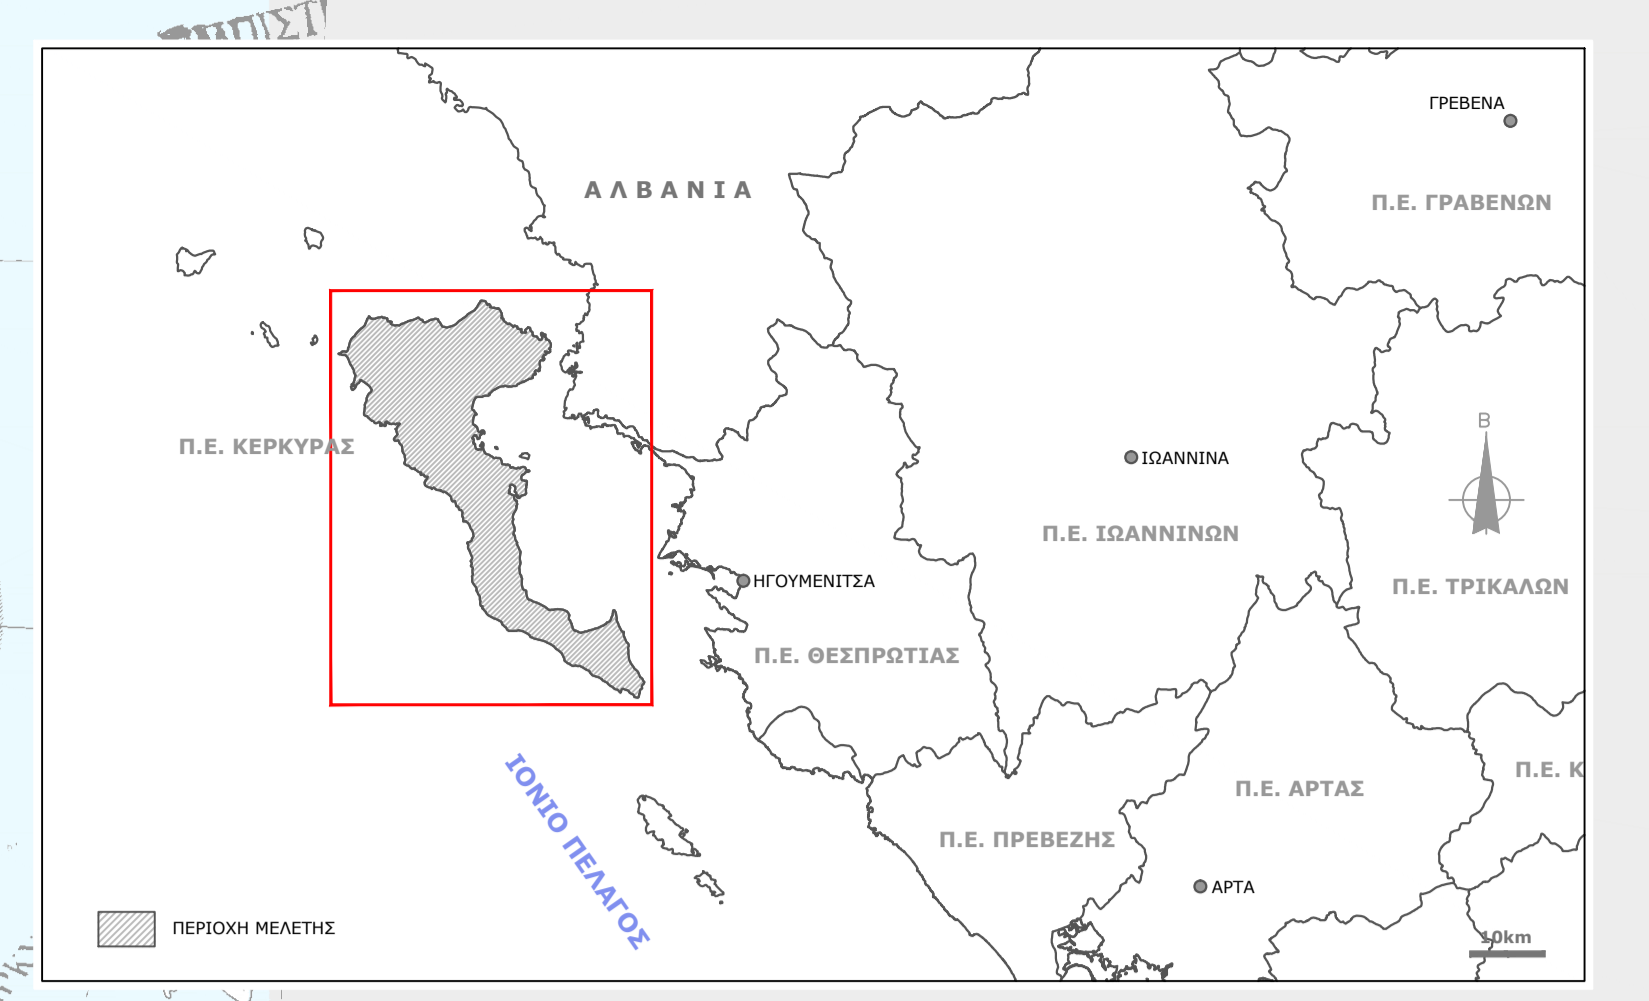 ΓΡΕΒΕΝΑ
ΑΛΒΑΝΙΑ
Π.Ε. ΓΡΑΒΕΝΩΝ
Β
Π.Ε. ΚΕΡΚΥΡΑΣ
ΙΩΑΝΝΙΝΑ
Π.Ε. ΙΩΑΝΝΙΝΩΝ
ΗΓΟΥΜΕΝΙΤΣΑ
Π.Ε. ΤΡΙΚΑΛΩΝ
Π.Ε. ΘΕΣΠΡΩΤΙΑΣ
Π.Ε. Κ
Π.Ε. ΑΡΤΑΣ
ΙΟΝΙΟ ΠΕΛΑΓΟΣ
Π.Ε. ΠΡΕΒΕΖΗΣ
ΑΡΤΑ
ΠΕΡΙΟΧΗ ΜΕΛΕΤΗΣ
10km